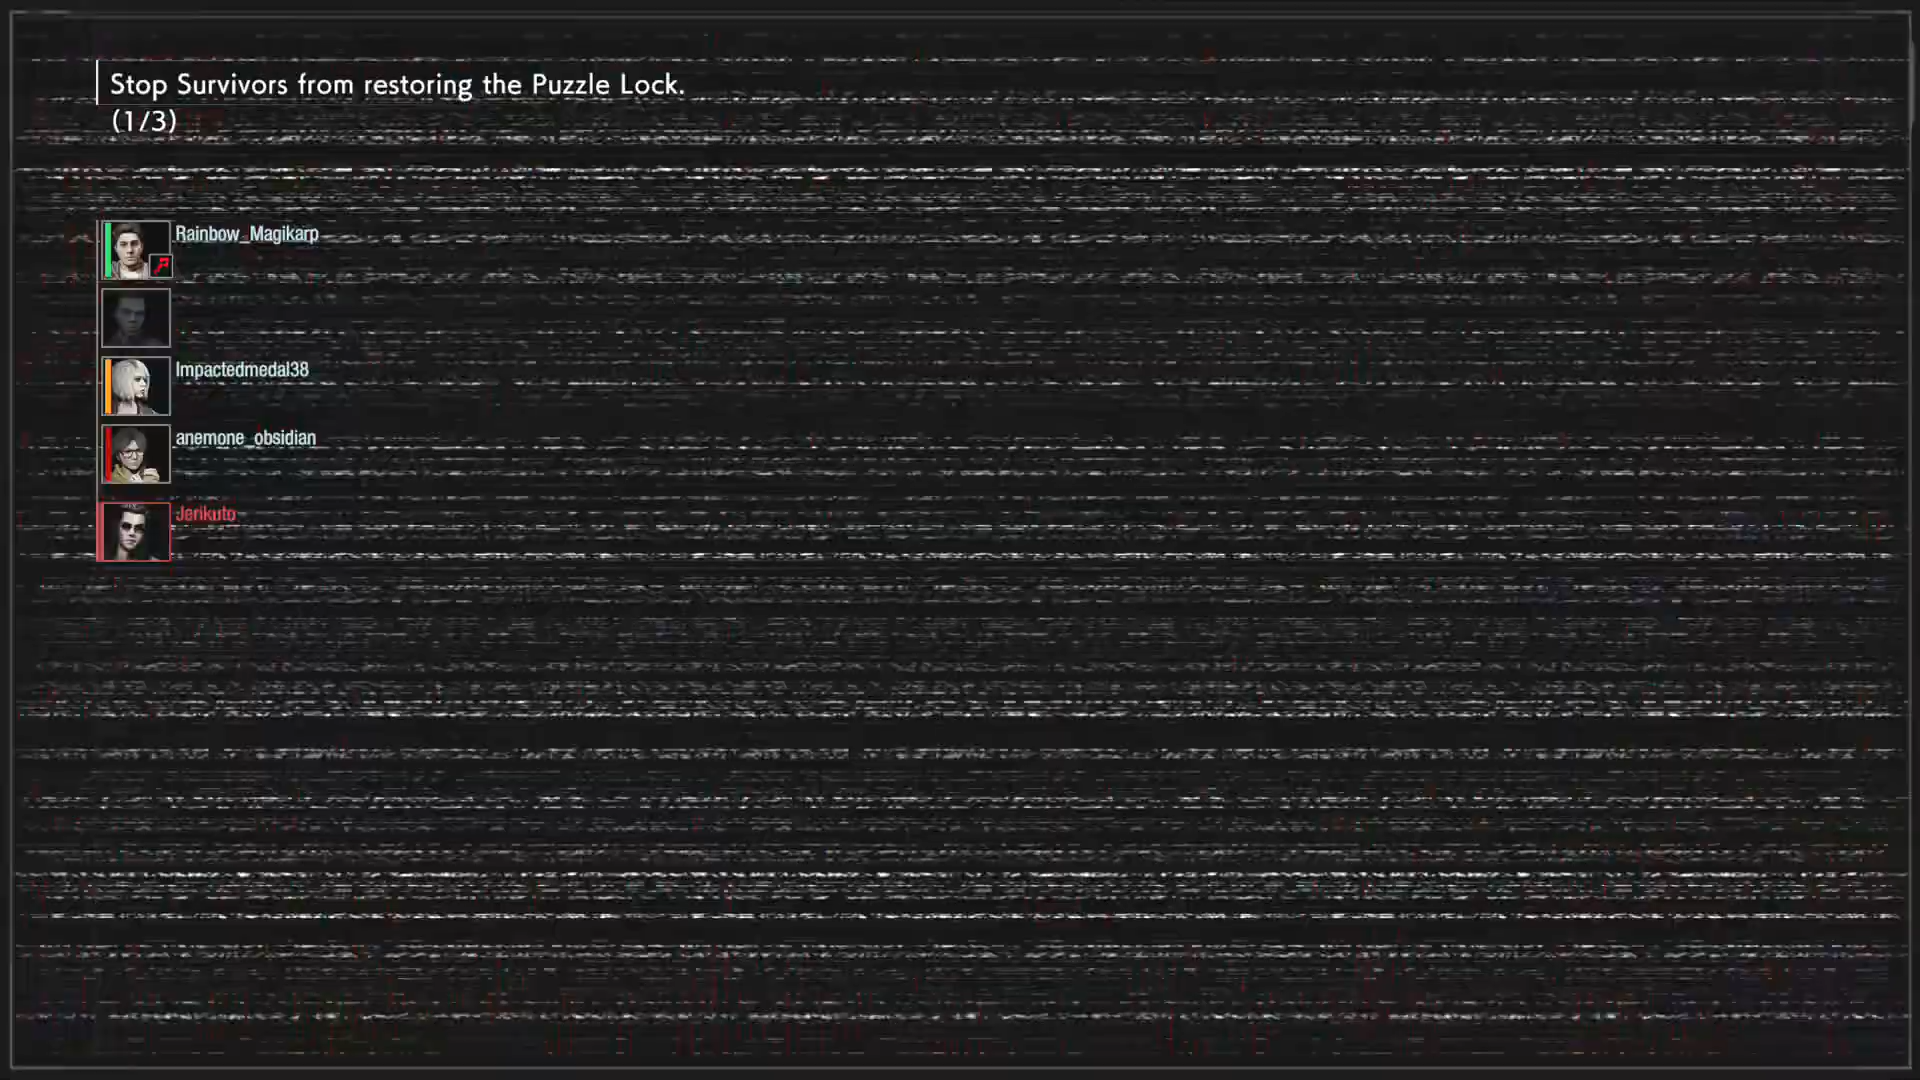 Stop Survivors from restoring the Puzzle Lock.
(1/3)
Rainbow_Magikarp
Impactedmedal38
anemone_obsidian
Jerikuto